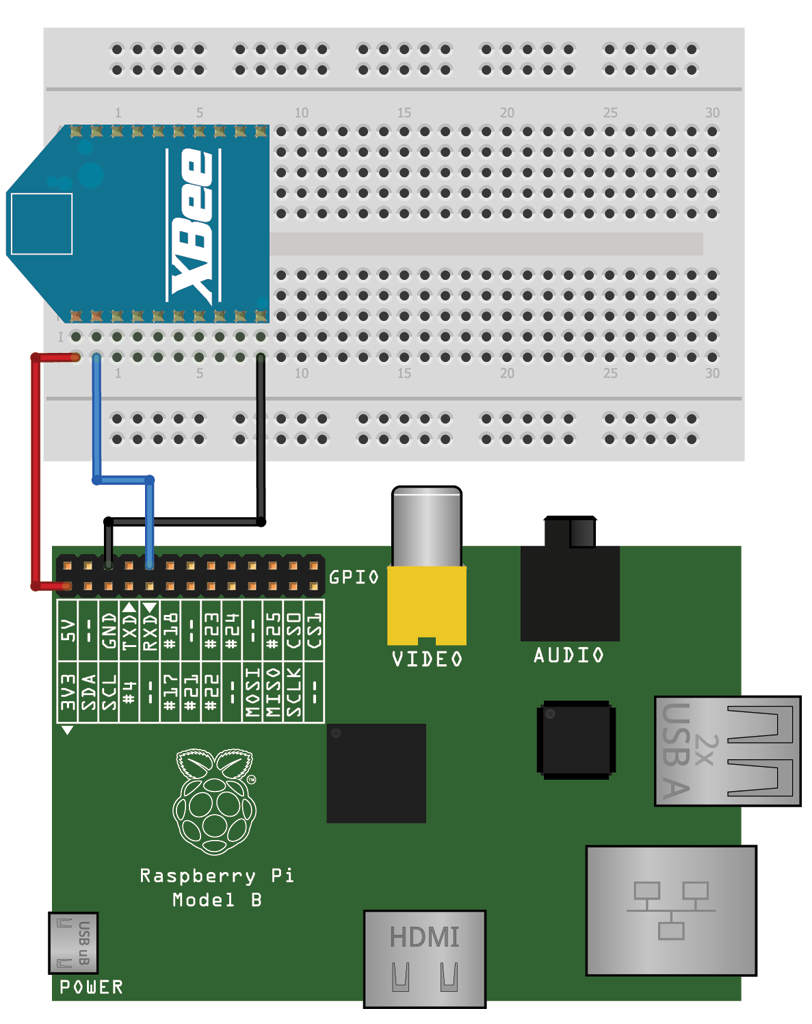 1 5 10 15 20 25 30
XBee
I
1 5 10 15 20 25 30
GPIO
5V -- GND TXD RXD #18 -- #23 #24 -- #25 CS0 CS1
3V3 SDA SCL #4 -- #17 #21 #22 -- MOSI MISO SCLK --
VIDEO
AUDIO
2x
USB A
TM
Raspberry Pi
Model B
USB uB
POWER
HDMI